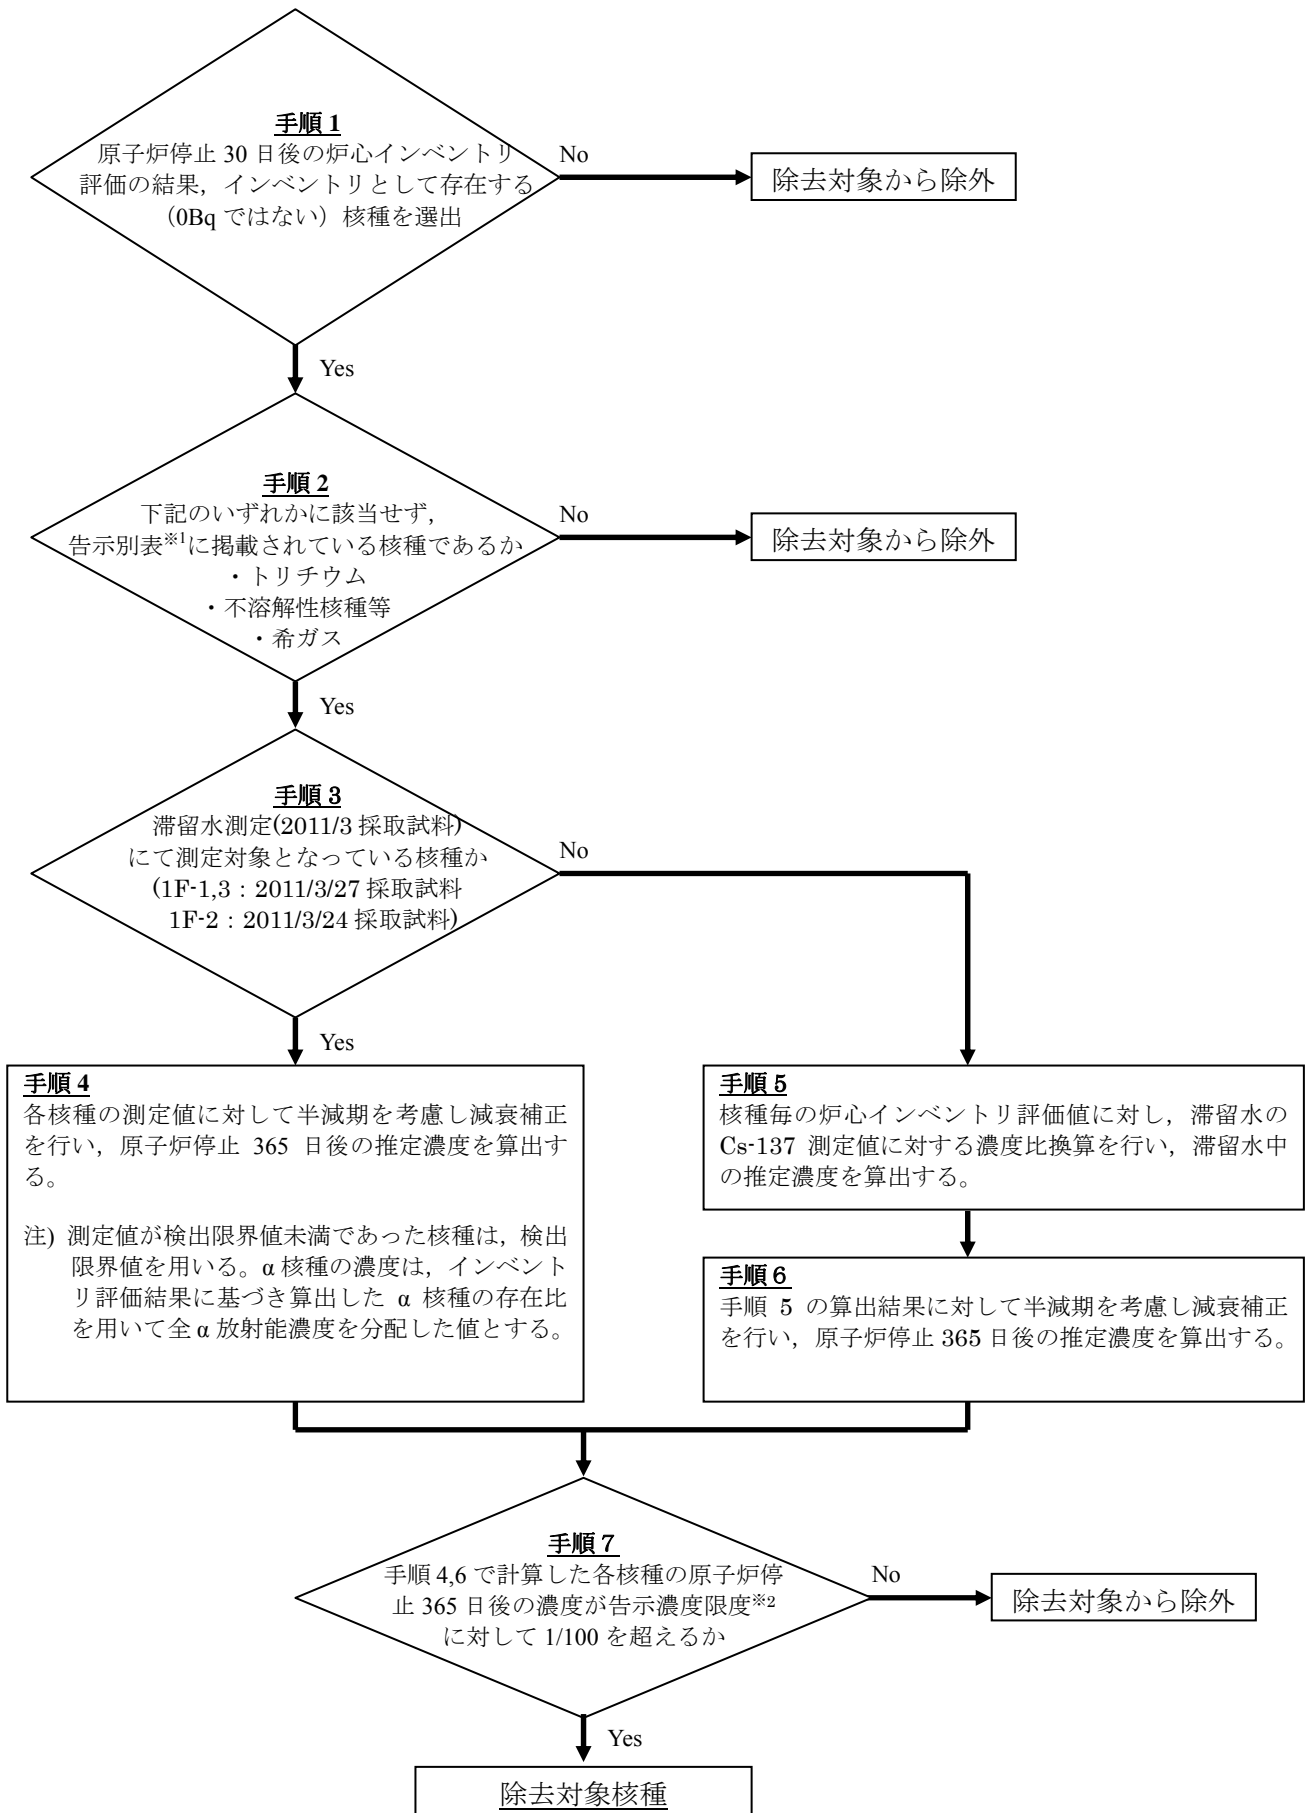 手順 1
原子炉停止 30 日後の炉心インベントリ
評価の結果，インベントリとして存在する
（0Bq ではない）核種を選出
No
除去対象から除外
Yes
手順 2
下記のいずれかに該当せず，
告示別表※1に掲載されている核種であるか
・トリチウム
・不溶解性核種等
・希ガス
No
除去対象から除外
Yes
手順 3
滞留水測定(2011/3 採取試料)
にて測定対象となっている核種か
(1F-1,3：2011/3/27 採取試料
1F-2：2011/3/24 採取試料)
No
Yes
手順 4
各核種の測定値に対して半減期を考慮し減衰補正
を行い，原子炉停止 365 日後の推定濃度を算出す
る。
注) 測定値が検出限界値未満であった核種は，検出
限界値を用いる。α 核種の濃度は，インベント
リ評価結果に基づき算出した α 核種の存在比
を用いて全 α 放射能濃度を分配した値とする。
手順 5
核種毎の炉心インベントリ評価値に対し，滞留水の
Cs-137 測定値に対する濃度比換算を行い，滞留水中
の推定濃度を算出する。
手順６
手順 5 の算出結果に対して半減期を考慮し減衰補正
を行い，原子炉停止 365 日後の推定濃度を算出する。
手順７
手順 4,6 で計算した各核種の原子炉停
止 365 日後の濃度が告示濃度限度※2
に対して 1/100 を超えるか
No
除去対象から除外
Yes
除去対象核種